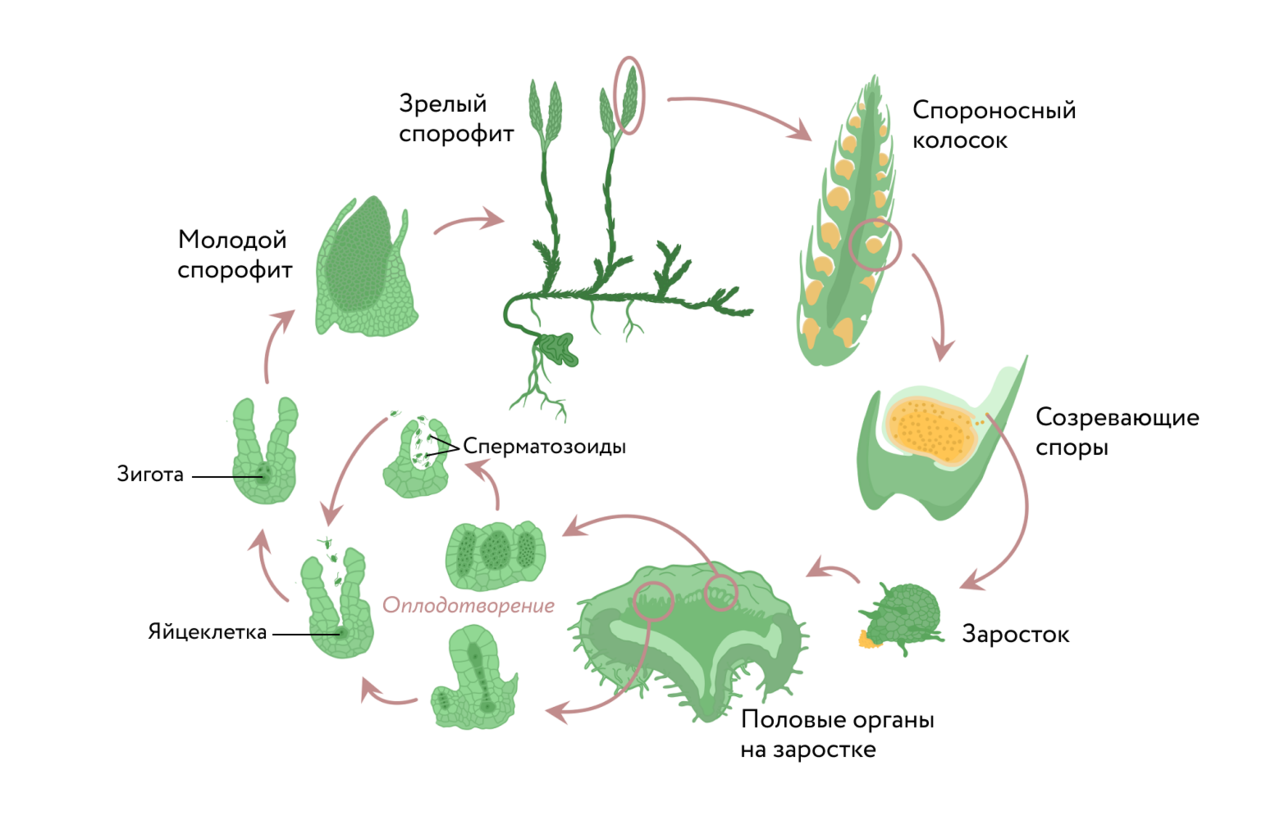 Зрелый
спорофит
Спороносный
колосок
Молодой
спорофит
Созревающие
споры
Сперматозоиды
Зигота
Оплодотворение
Яйцеклетка
Заросток
Половые органы
на заростке